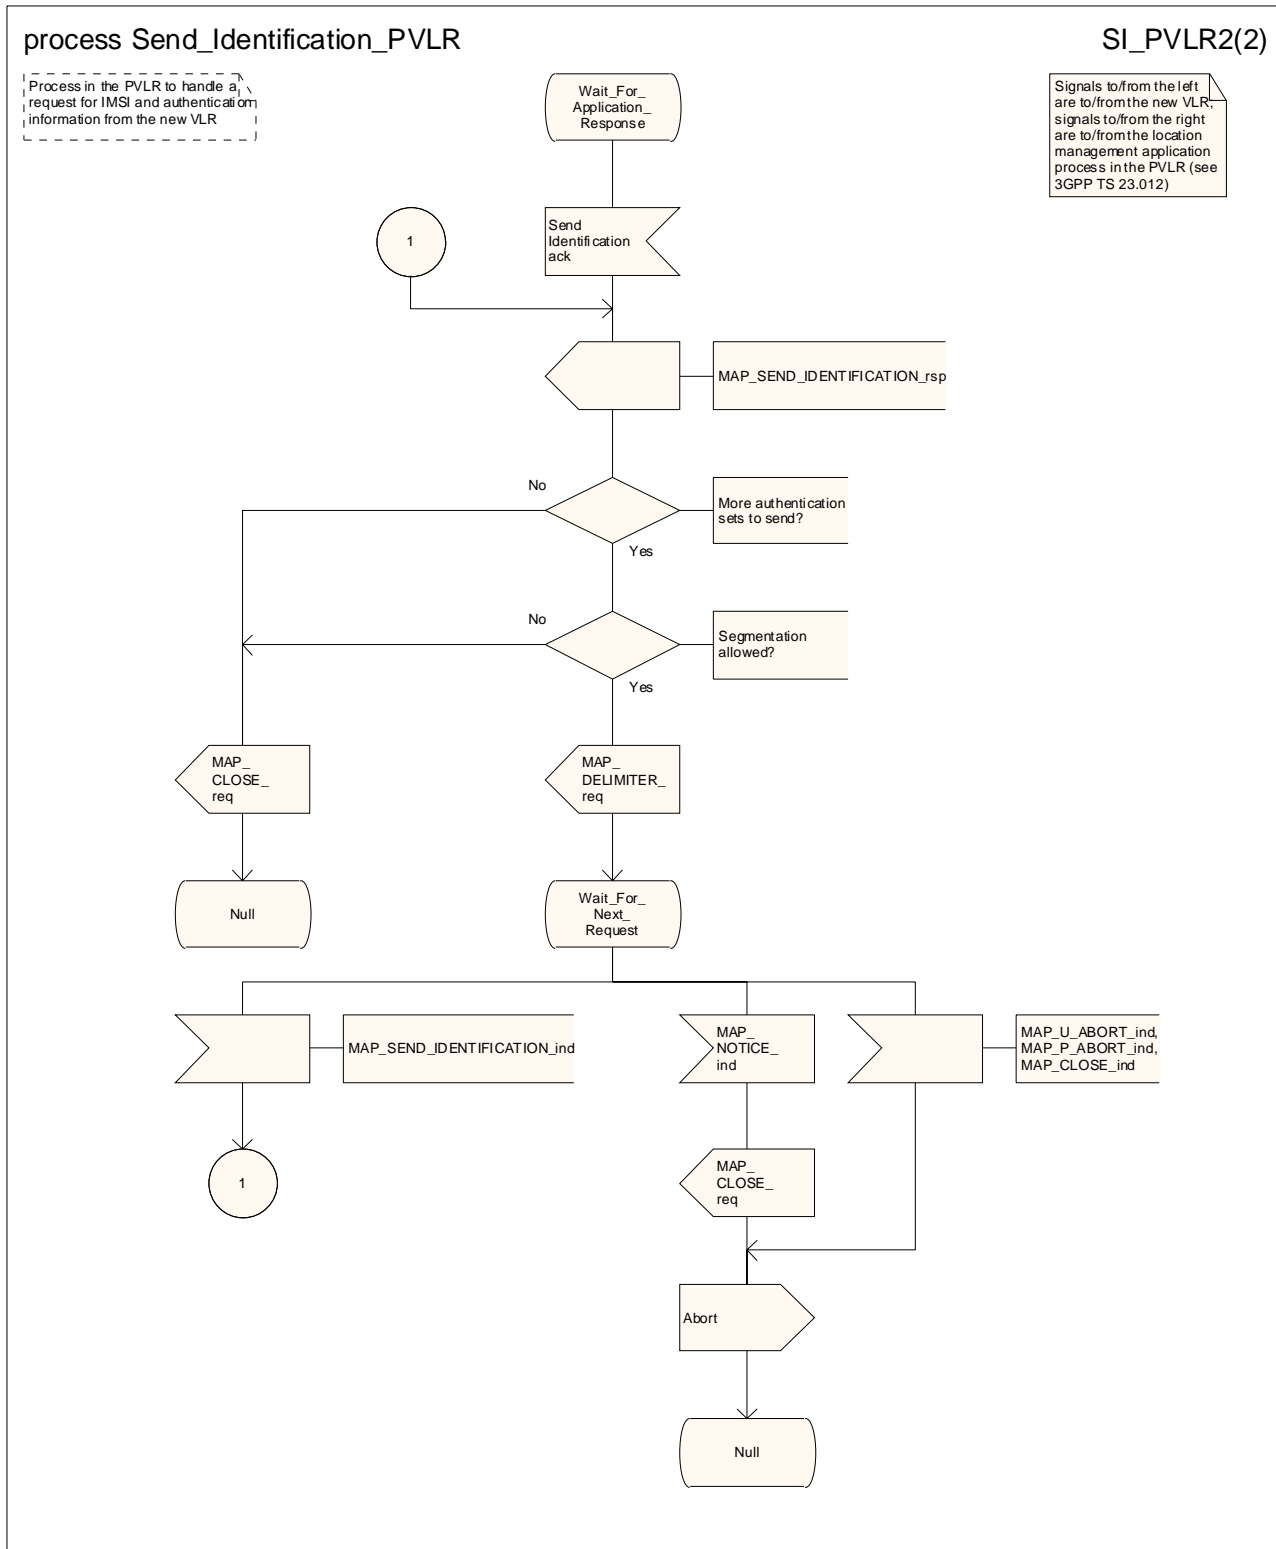 process Send_Identification_PVLR
SI_PVLR2(2)
Process in the PVLR to handle a
request for IMSI and authentication
information from the new VLR
Wait_For_
Application_
Response
Signals to/from the left
are to/from the new VLR;
signals to/from the right
are to/from the location
management application
process in the PVLR (see
3GPP TS 23.012)
1
Send
Identification
ack
MAP_SEND_IDENTIFICATION_rsp
No
More authentication
sets to send?
Yes
No
Segmentation
allowed?
Yes
MAP_
CLOSE_
req
MAP_
DELIMITER_
req
Null
Wait_For_
Next_
Request
MAP_SEND_IDENTIFICATION_ind
MAP_
NOTICE_
ind
MAP_U_ABORT_ind,
MAP_P_ABORT_ind,
MAP_CLOSE_ind
1
MAP_
CLOSE_
req
Abort
Null